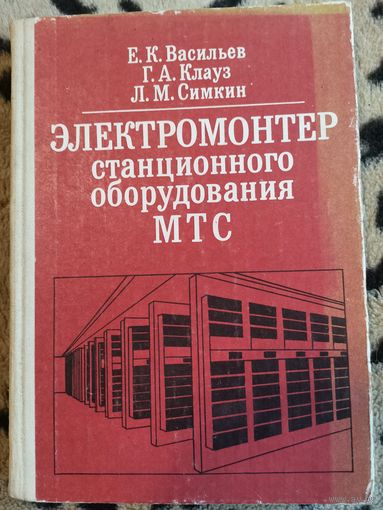 Е. К. Васильев
Г. А. Клауз
Л. М. Симкин
ЭЛЕКТРОМОНТЕР
станционного
оборудования
МТС